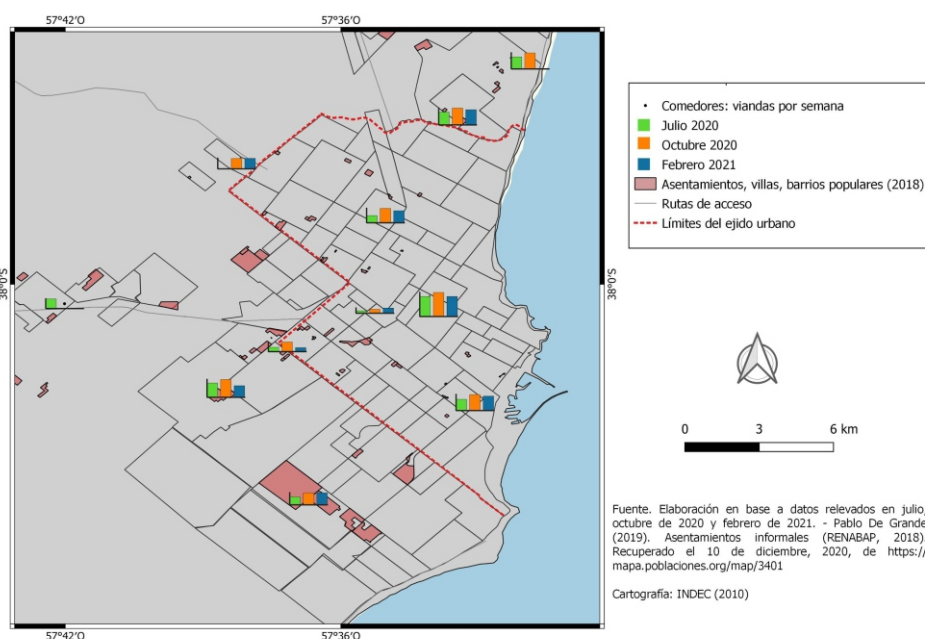 57°42'O
57°36'O
38°0'S
38°0'S
Comedores: viandas por semana
Julio 2020
Octubre 2020
Febrero 2021
Asentamientos, villas, barrios populares (2018)
Rutas de acceso
Límites del ejido urbano
0 3 6 km
Fuente. Elaboración en base a datos relevados en julio,
octubre de 2020 y febrero de 2021. - Pablo De Grande
(2019). Asentamientos informales (RENABAP, 2018).
Recuperado el 10 de diciembre, 2020, de https://
mapa.poblaciones.org/map/3401
Cartografía: INDEC (2010)
57°42'O
57°36'O